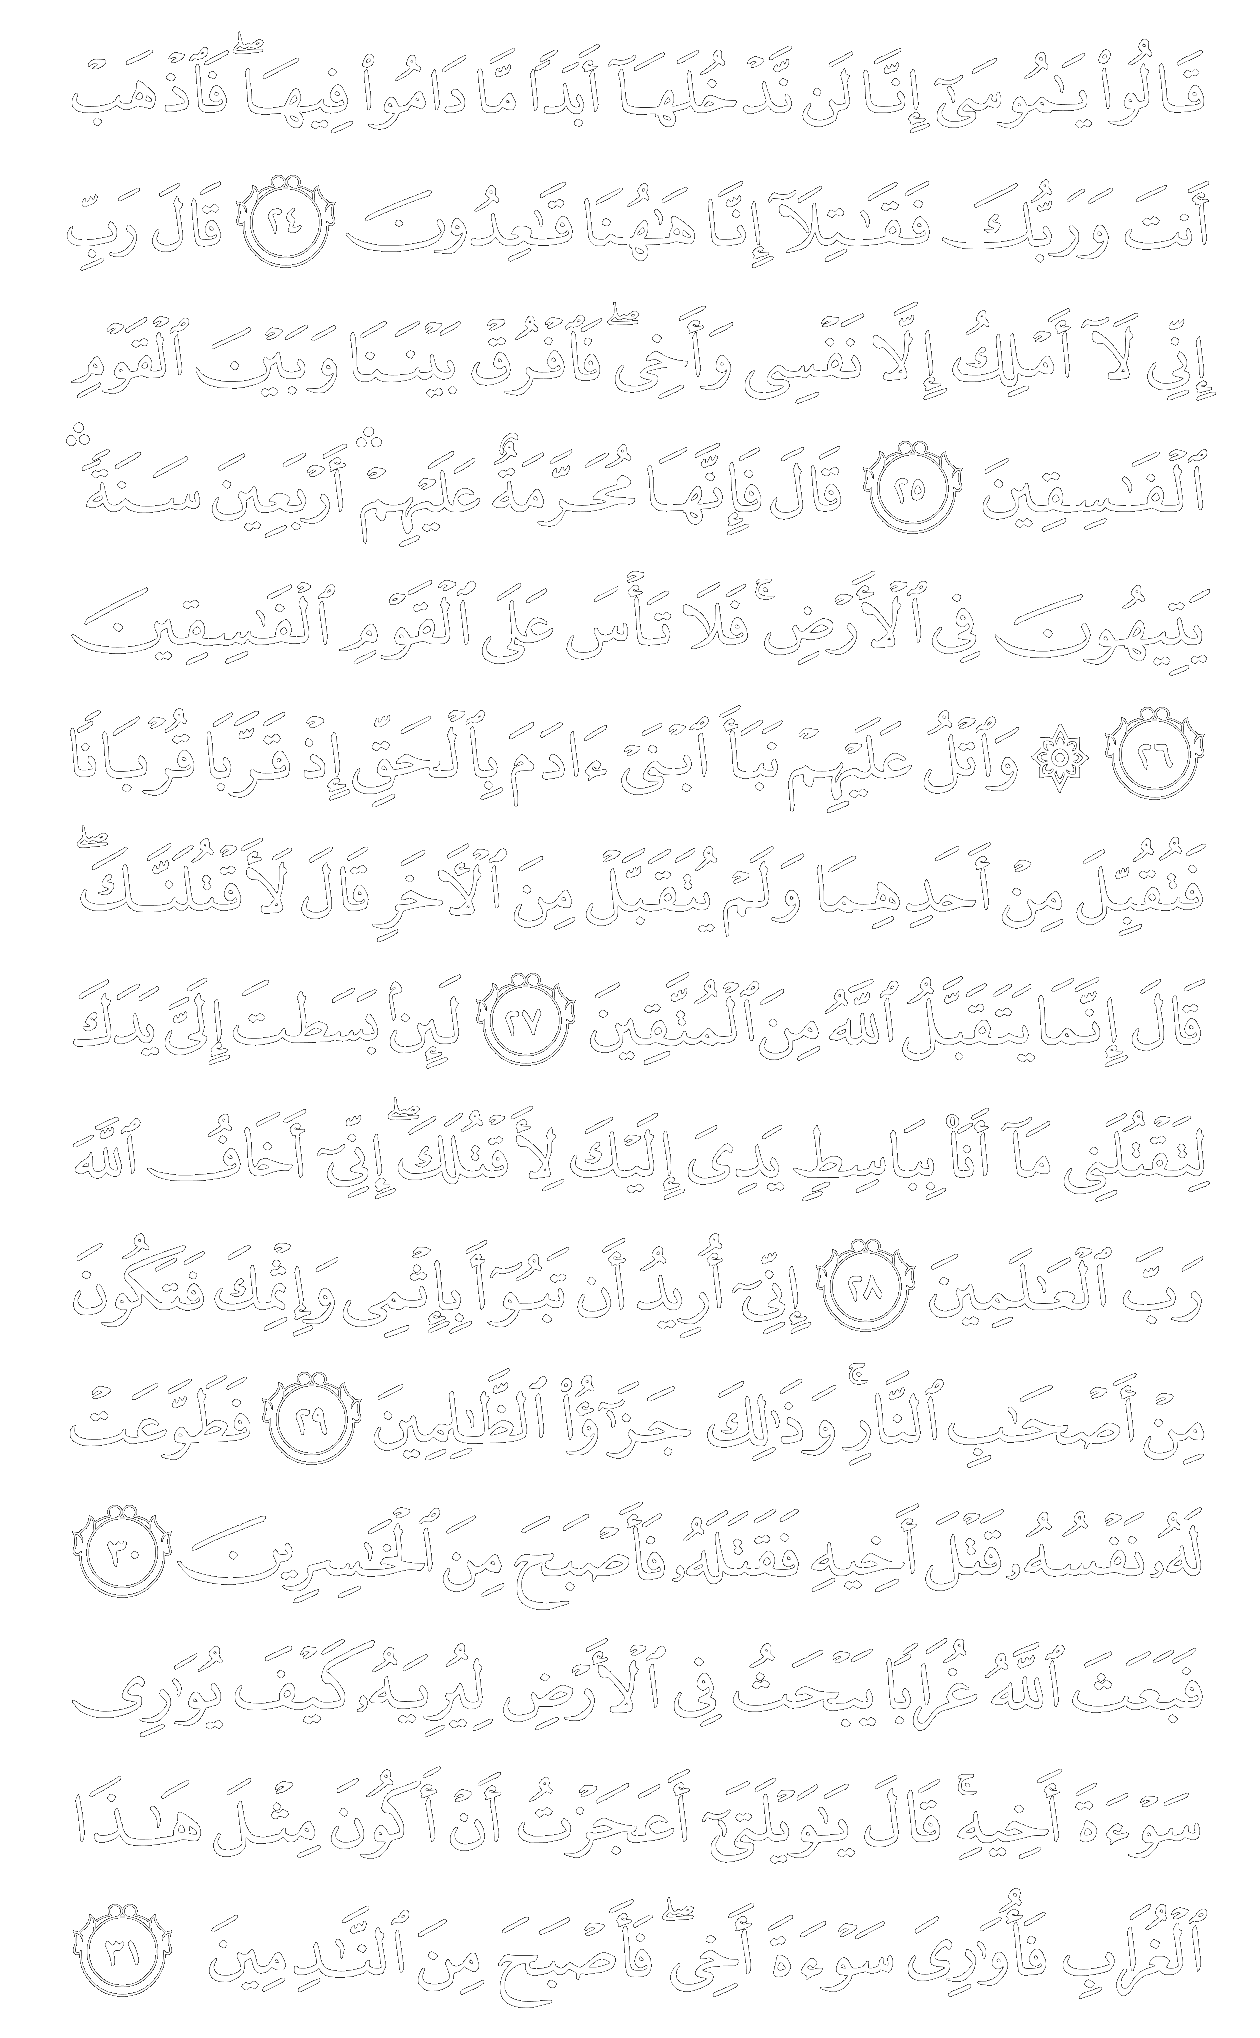 قَالُوا۟ يَـٰمُوسَىٰٓ إِنَّا لَن نَّدْخُلَهَآ أَبَدًۭا مَّا دَامُوا۟ فِيهَا ۖ فَٱذْهَبْ
أَنتَ وَرَبُّكَ فَقَـٰتِلَآ إِنَّا هَـٰهُنَا قَـٰعِدُونَ ٢٤ قَالَ رَبِّ
إِنِّى لَآ أَمْلِكُ إِلَّا نَفْسِى وَأَخِى ۖ فَٱفْرُقْ بَيْنَنَا وَبَيْنَ ٱلْقَوْمِ
ٱلْفَـٰسِقِينَ ٢٥ قَالَ فَإِنَّهَا مُحَرَّمَةٌ عَلَيْهِمْ ۛ أَرْبَعِينَ سَنَةًۭ ۛ
يَتِيهُونَ فِى ٱلْأَرْضِ ۚ فَلَا تَأْسَ عَلَى ٱلْقَوْمِ ٱلْفَـٰسِقِينَ
٢٦ ۞ وَٱتْلُ عَلَيْهِمْ نَبَأَ ٱبْنَىْ ءَادَمَ بِٱلْحَقِّ إِذْ قَرَّبَا قُرْبَانًۭا
فَتُقُبِّلَ مِنْ أَحَدِهِمَا وَلَمْ يُتَقَبَّلْ مِنَ ٱلْـَٔاخَرِ قَالَ لَأَقْتُلَنَّكَ ۖ
قَالَ إِنَّمَا يَتَقَبَّلُ ٱللَّهُ مِنَ ٱلْمُتَّقِينَ ٢٧ لَئِنۢ بَسَطتَ إِلَىَّ يَدَكَ
لِتَقْتُلَنِى مَآ أَنَا۠ بِبَاسِطٍۢ يَدِىَ إِلَيْكَ لِأَقْتُلَكَ ۖ إِنِّىٓ أَخَافُ ٱللَّهَ
رَبَّ ٱلْعَـٰلَمِينَ ٢٨ إِنِّىٓ أُرِيدُ أَن تَبُوٓأَ بِإِثْمِى وَإِثْمِكَ فَتَكُونَ
مِنْ أَصْحَـٰبِ ٱلنَّارِ ۚ وَذَٰلِكَ جَزَٰٓؤُا۟ ٱلظَّـٰلِمِينَ ٢٩ فَطَوَّعَتْ
لَهُۥ نَفْسُهُۥ قَتْلَ أَخِيهِ فَقَتَلَهُۥ فَأَصْبَحَ مِنَ ٱلْخَـٰسِرِينَ ٣٠
فَبَعَثَ ٱللَّهُ غُرَابًۭا يَبْحَثُ فِى ٱلْأَرْضِ لِيُرِيَهُۥ كَيْفَ يُوَٰرِى
سَوْءَةَ أَخِيهِ ۚ قَالَ يَـٰوَيْلَتَىٰٓ أَعَجَزْتُ أَنْ أَكُونَ مِثْلَ هَـٰذَا
ٱلْغُرَابِ فَأُوَٰرِىَ سَوْءَةَ أَخِى ۖ فَأَصْبَحَ مِنَ ٱلنَّـٰدِمِينَ ٣١